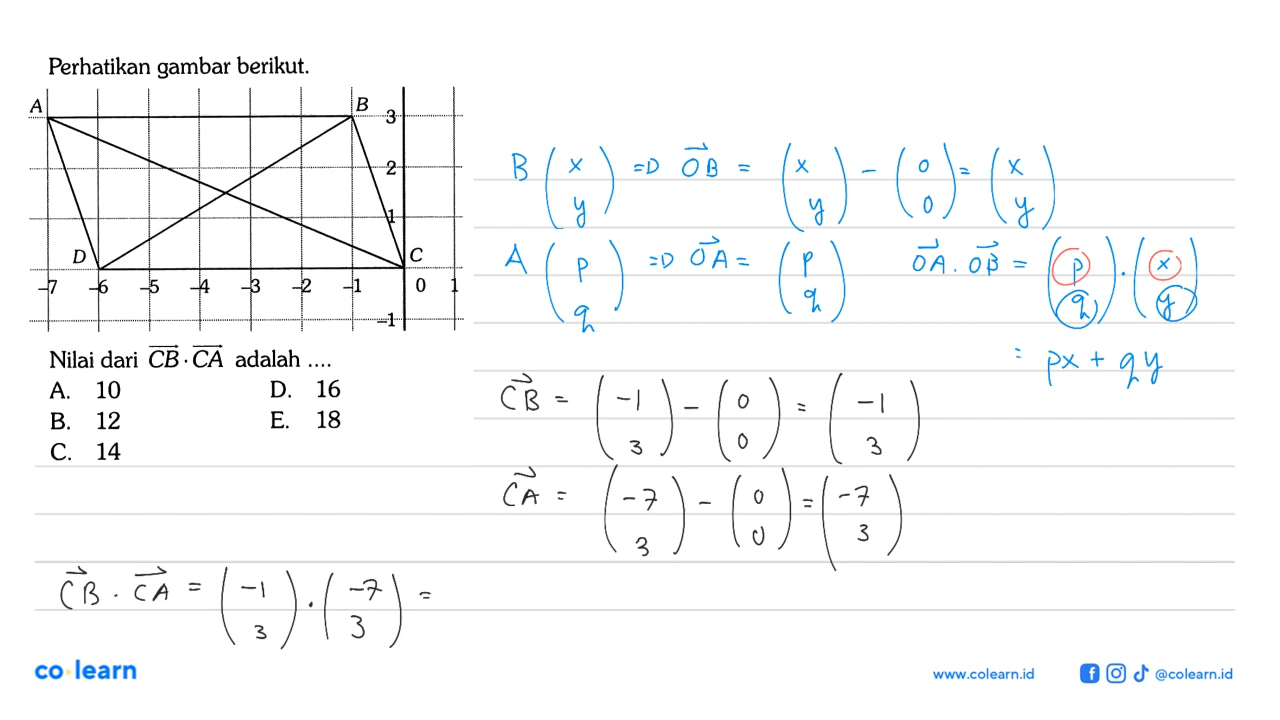 Perhatikan gambar berikut.
A B 3
2
1
D C
-7 -6 -5 -4 -3 -2 -1 0 1
-1
Nilai dari CB · CA adalah ....
A. 10 D. 16
B. 12 E. 18
C. 14
B (x y) => OB = (x y) - (0 0) = (x y)
A (p q) => OA = (p q) OA . OB = (p q) . (x y)
= px + qy
CB = (-1 3) - (0 0) = (-1 3)
CA = (-7 3) - (0 0) = (-7 3)
CB . CA = (-1 3) . (-7 3) =
co learn
www.colearn.id @colearn.id